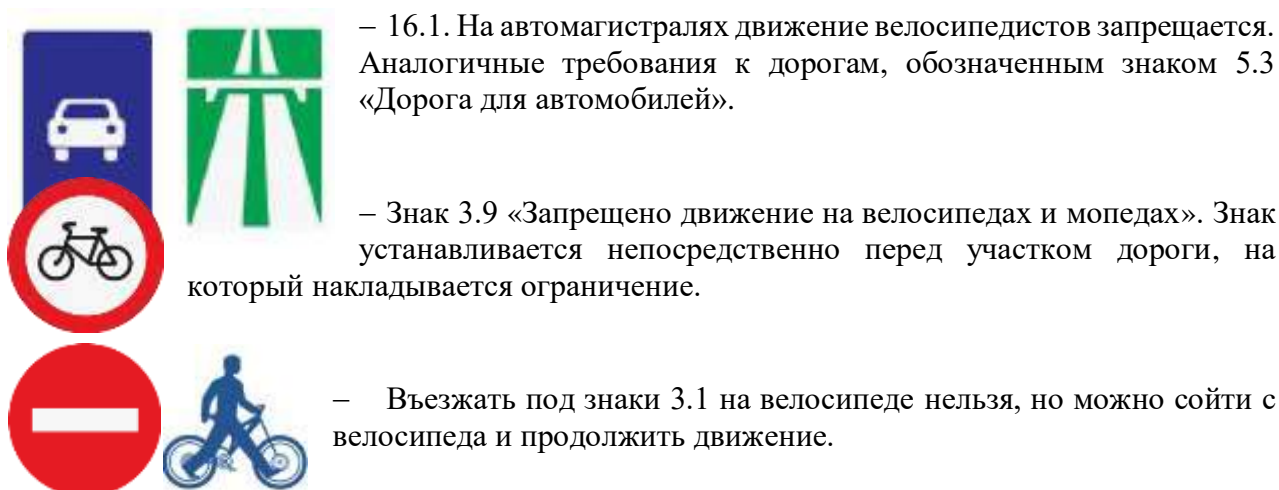 – 16.1. На автомагистралях движение велосипедистов запрещается.
Аналогичные требования к дорогам, обозначенным знаком 5.3
«Дорога для автомобилей».
– Знак 3.9 «Запрещено движение на велосипедах и мопедах». Знак
устанавливается непосредственно перед участком дороги, на
который накладывается ограничение.
– Въезжать под знаки 3.1 на велосипеде нельзя, но можно сойти с
велосипеда и продолжить движение.